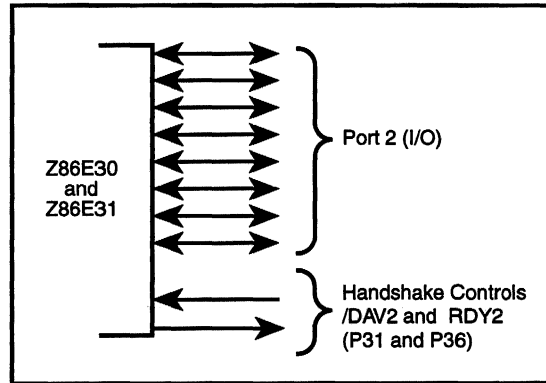 Z86E30
and
Z86E31
Port 2 (I/O)
Handshake Controls
/DAV2 and RDY2
(P31 and P36)